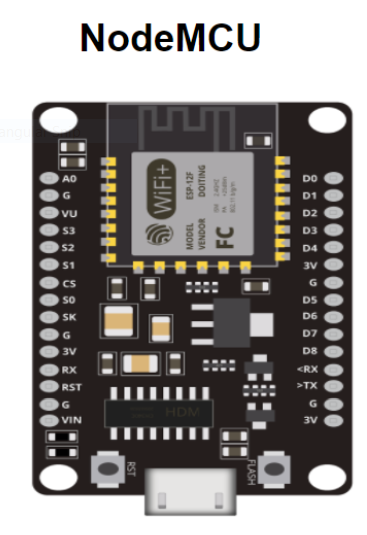 NodeMCU
A0
G
VU
S3
S2
S1
CS
S0
SK
G
3V
RX
RST
G
VIN
WiFi+
MODEL
VENDOR
ESP-12F
DOITING
FC
D0
D1
D2
D3
D4
3V
G
D5
D6
D7
D8
<RX
>TX
G
3V
HDM
RST
FLASH